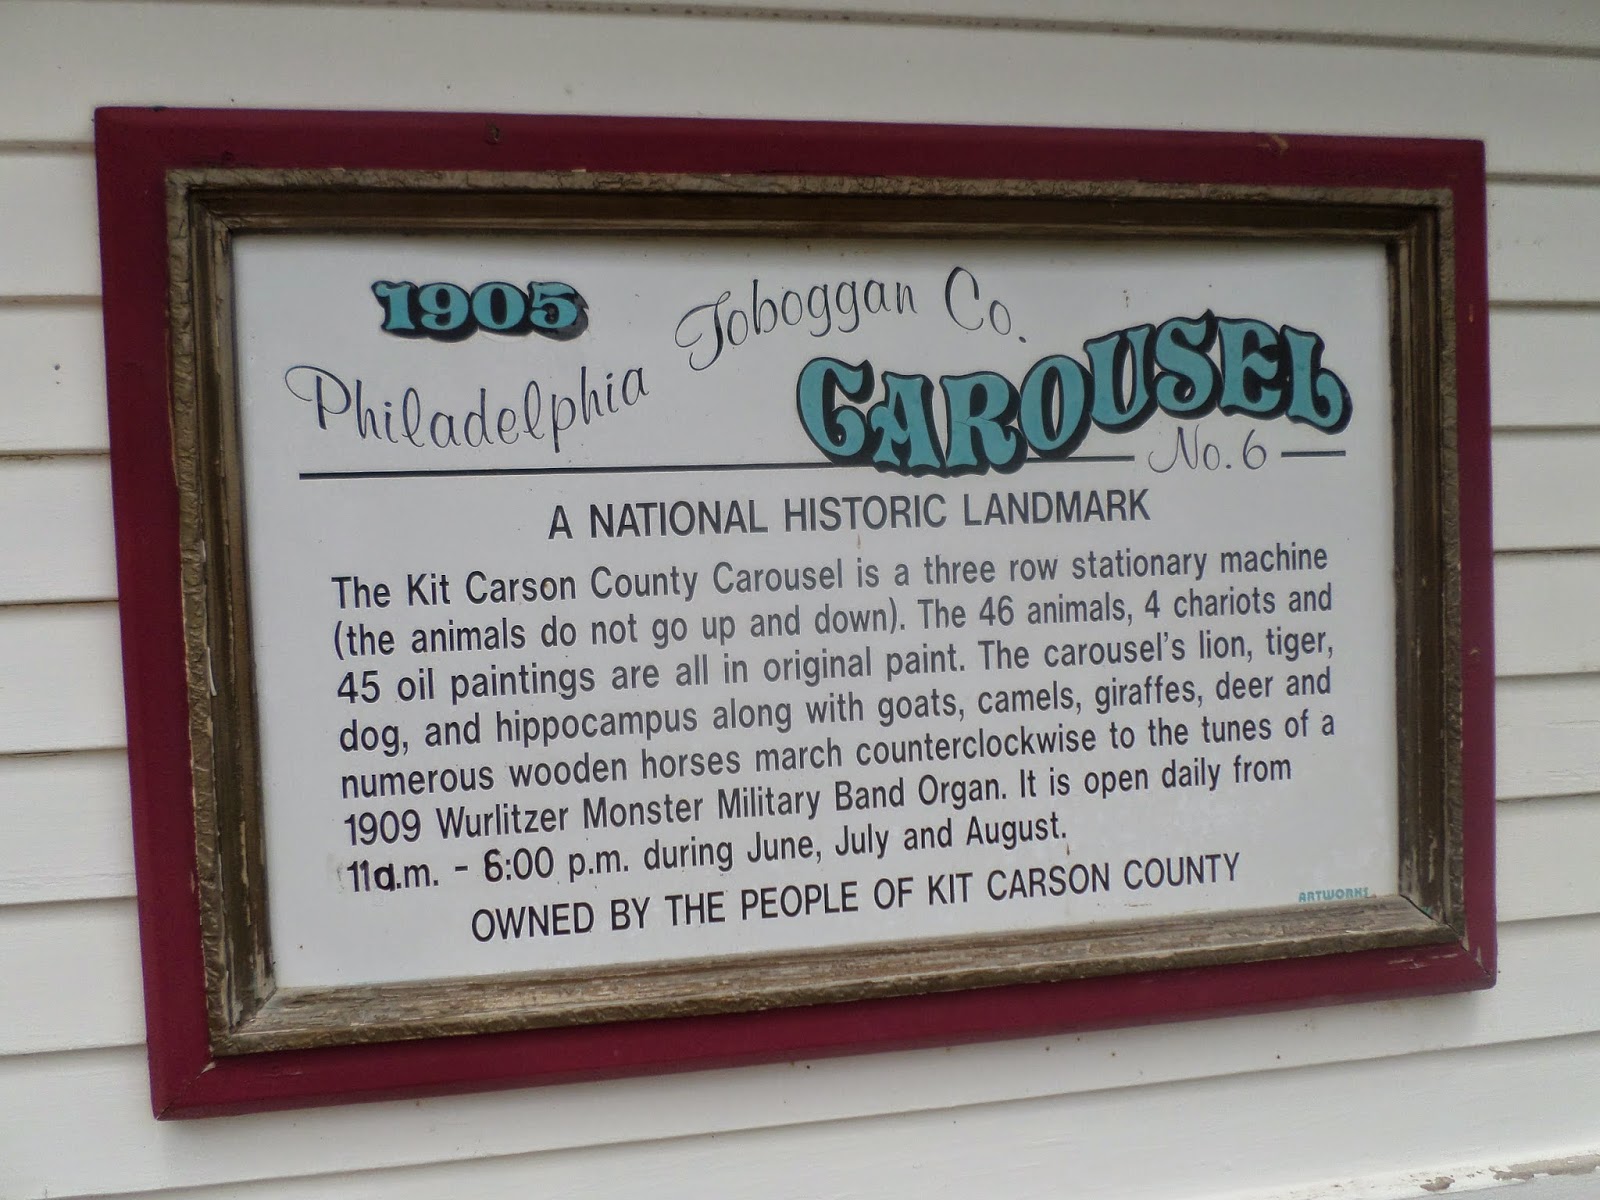 1905
Philadelphia Toboggan Co.
CAROUSEL
No. 6
A NATIONAL HISTORIC LANDMARK
The Kit Carson County Carousel is a three row stationary machine
(the animals do not go up and down). The 46 animals, 4 chariots and
45 oil paintings are all in original paint. The carousel's lion, tiger,
dog, and hippocampus along with goats, camels, giraffes, deer and
numerous wooden horses march counterclockwise to the tunes of a
1909 Wurlitzer Monster Military Band Organ. It is open daily from
11a.m. - 6:00 p.m. during June, July and August.
OWNED BY THE PEOPLE OF KIT CARSON COUNTY
ARTWORKS